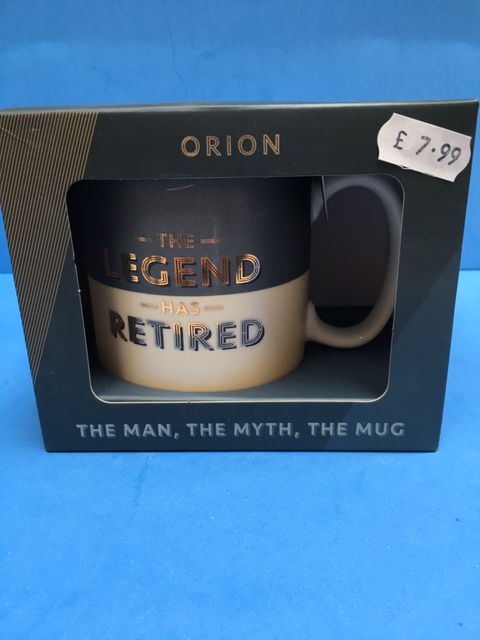 ORION
£ 7.99
— THE —
LEGEND
— HAS —
RETIRED
THE MAN, THE MYTH, THE MUG